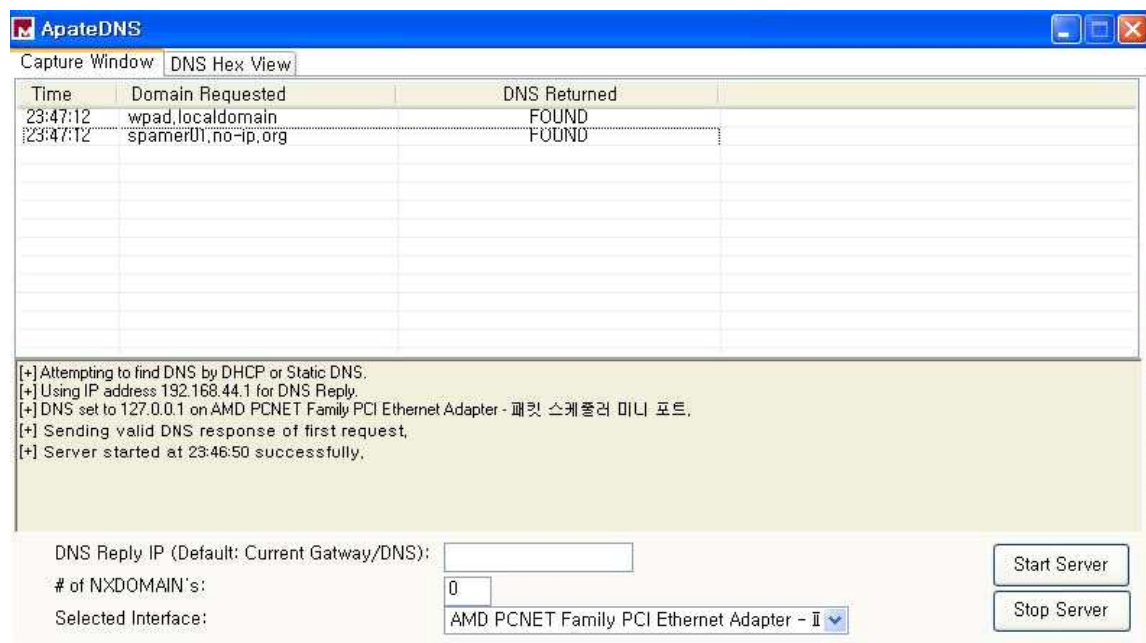 ApateDNS
Capture Window DNS Hex View
Time Domain Requested DNS Returned
23:47:12 wpad.localdomain FOUND
23:47:12 spamer01.no-ip.org FOUND
[+] Attempting to find DNS by DHCP or Static DNS.
[+] Using IP address 192.168.44.1 for DNS Reply.
[+] DNS set to 127.0.0.1 on AMD PCNET Family PCI Ethernet Adapter - 패킷 스케줄러 미니 포트.
[+] Sending valid DNS response of first request.
[+] Server started at 23:46:50 successfully.
DNS Reply IP (Default: Current Gatway/DNS):
# of NXDOMAIN's: 0
Selected Interface: AMD PCNET Family PCI Ethernet Adapter -
Start Server
Stop Server